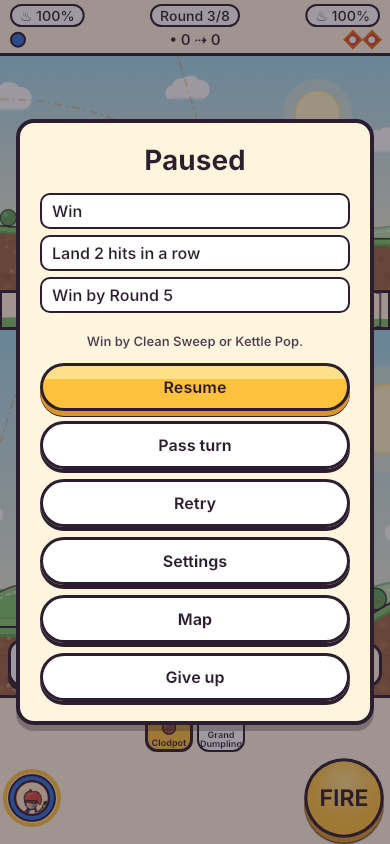 ♨ 100%
Round 3/8
♨ 100%
• 0 ⇢ 0
Paused
Win
Land 2 hits in a row
Win by Round 5
Win by Clean Sweep or Kettle Pop.
Resume
Pass turn
Retry
Settings
Map
Give up
Clodpot
Grand
Dumpling
FIRE